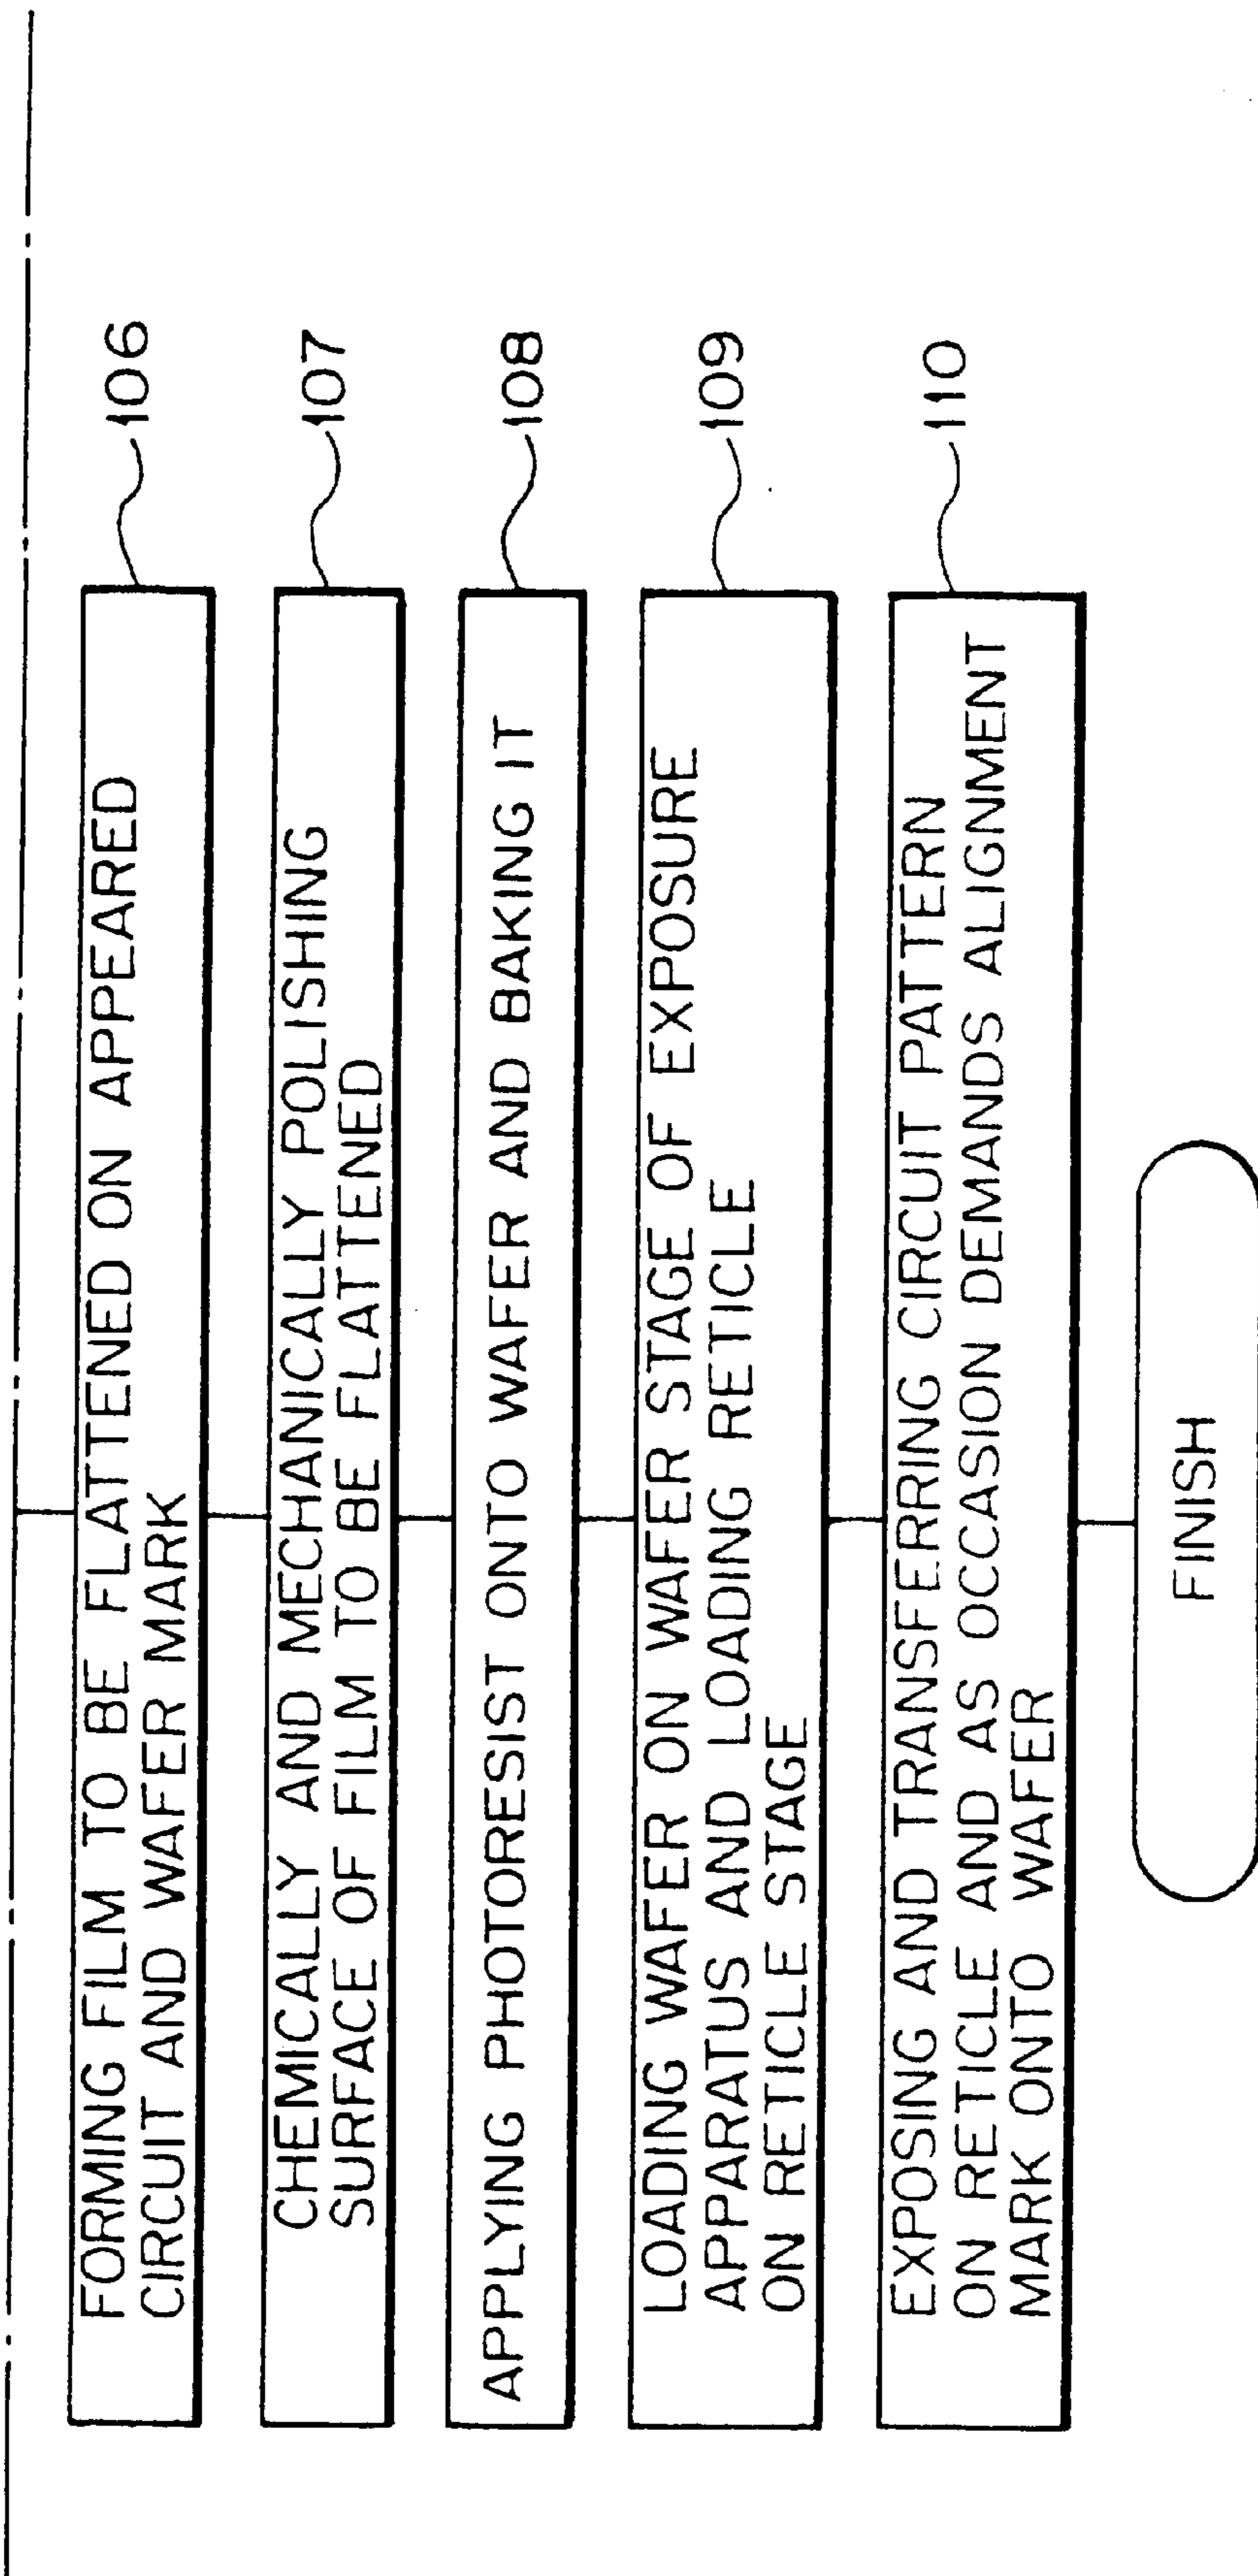 FORMING FILM TO BE FLATTENED ON APPEARED
CIRCUIT AND WAFER MARK
106
CHEMICALLY AND MECHANICALLY POLISHING
SURFACE OF FILM TO BE FLATTENED
107
APPLYING PHOTORESIST ONTO WAFER AND BAKING IT
108
LOADING WAFER ON WAFER STAGE OF EXPOSURE
APPARATUS AND LOADING RETICLE
ON RETICLE STAGE
109
EXPOSING AND TRANSFERRING CIRCUIT PATTERN
ON RETICLE AND AS OCCASION DEMANDS ALIGNMENT
MARK ONTO WAFER
110
FINISH